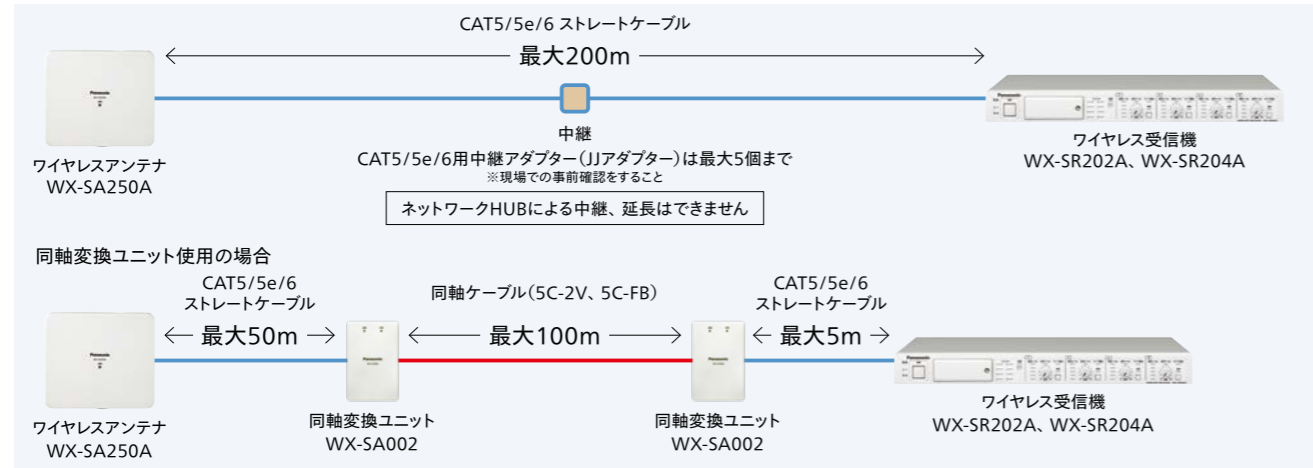 CAT5/5e/6 ストレートケーブル
最大200m
Panasonic
Panasonic
中継
ワイヤレスアンテナ
WX-SA250A
CAT5/5e/6用中継アダプター(JJアダプター)は最大5個まで
※現場での事前確認をすること
ネットワークHUBによる中継、延長はできません
ワイヤレス受信機
WX-SR202A、WX-SR204A
同軸変換ユニット使用の場合
CAT5/5e/6
ストレートケーブル
最大50m
同軸ケーブル(5C-2V、5C-FB)
最大100m
CAT5/5e/6
ストレートケーブル
最大5m
Panasonic
Panasonic
Panasonic
Panasonic
ワイヤレスアンテナ
WX-SA250A
同軸変換ユニット
WX-SA002
同軸変換ユニット
WX-SA002
ワイヤレス受信機
WX-SR202A、WX-SR204A